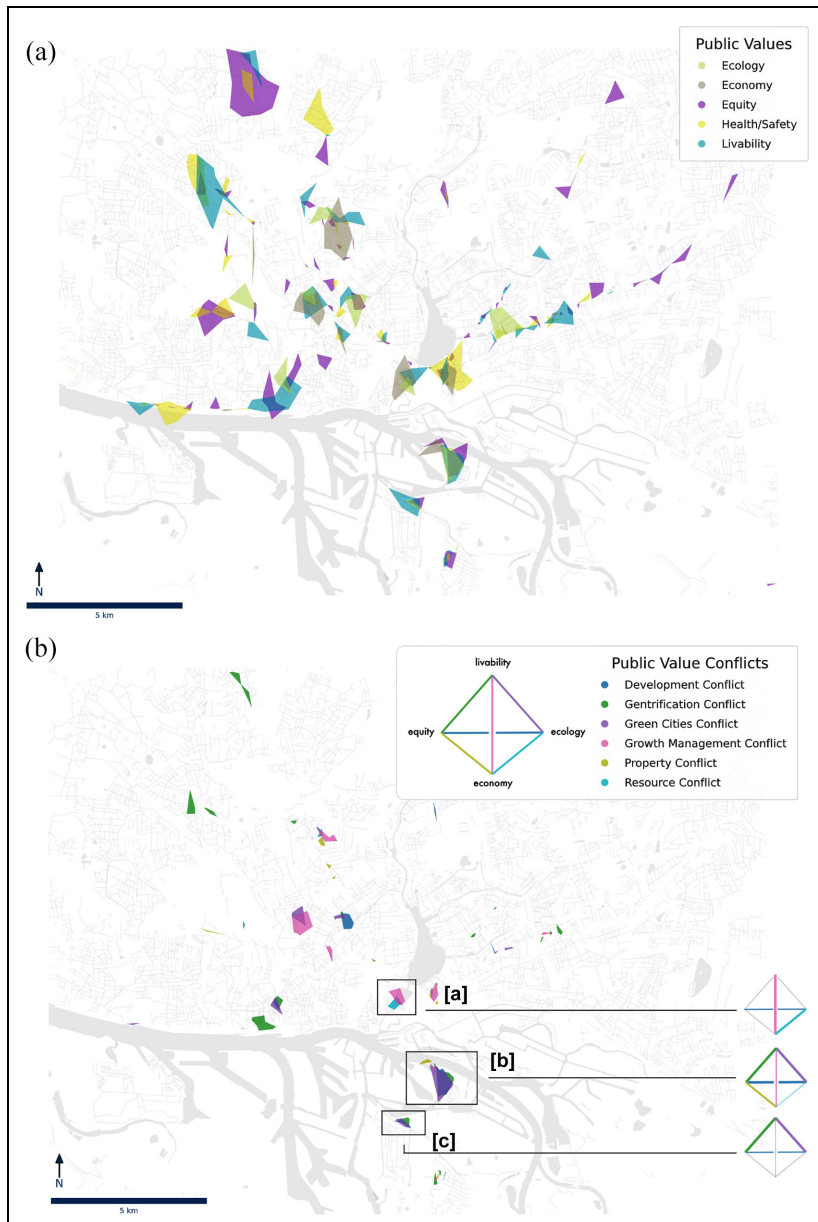 (a)
Public Values
Ecology
Economy
Equity
Health/Safety
Livability
N
5 km
(b)
livability
equity
ecology
economy
Public Value Conflicts
Development Conflict
Gentrification Conflict
Green Cities Conflict
Growth Management Conflict
Property Conflict
Resource Conflict
[a]
[b]
[c]
N
5 km